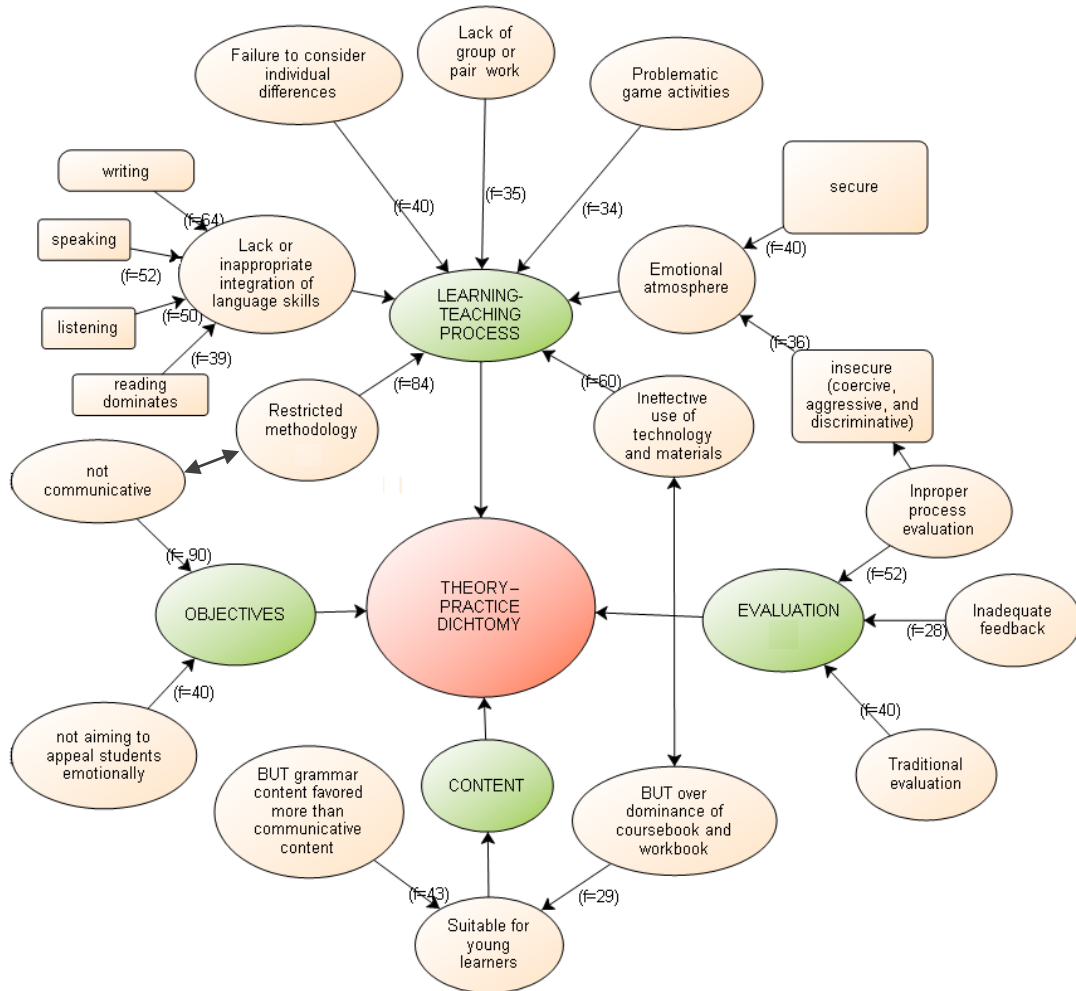 Failure to consider
individual
differences
Lack of
group or
pair work
Problematic
game activities
writing
speaking
listening
reading
dominates
(f=64)
(f=52)
(f=50)
(f=39)
Lack or
inappropriate
integration of
language skills
(f=40)
(f=35)
(f=34)
secure
(f=40)
Emotional
atmosphere
(f=36)
insecure
(coercive,
aggressive, and
discriminative)
LEARNING-
TEACHING
PROCESS
(f=84)
(f=60)
Restricted
methodology
Ineffective
use of
technology
and materials
not
communicative
(f=90)
OBJECTIVES
(f=40)
not aiming to
appeal students
emotionally
THEORY–
PRACTICE
DICHTOMY
Inproper
process
evaluation
(f=52)
EVALUATION
(f=28)
Inadequate
feedback
(f=40)
Traditional
evaluation
CONTENT
BUT grammar
content favored
more than
communicative
content
BUT over
dominance of
coursebook and
workbook
(f=43)
(f=29)
Suitable for
young
learners